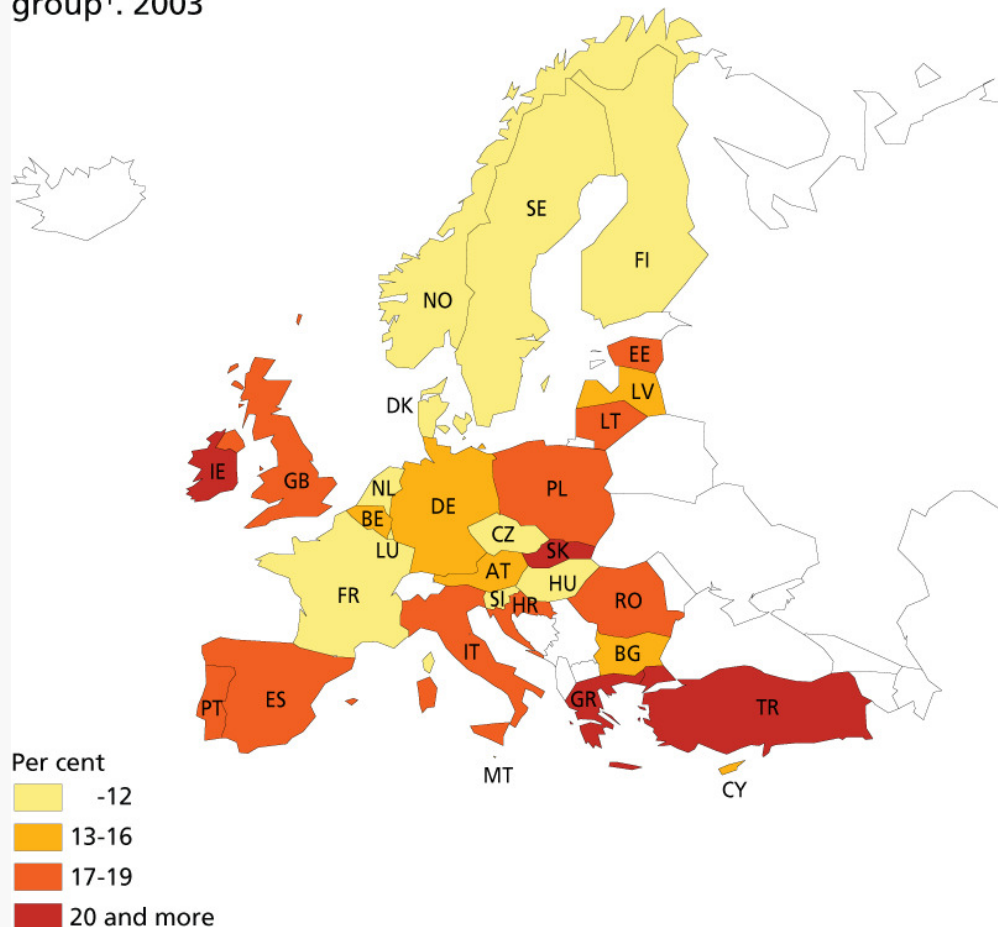 group¹. 2003
SE
FI
NO
EE
LV
DK
LT
IE
GB
NL
DE
PL
BE
CZ
LU
SK
AT
HU
FR
SI
HR
RO
IT
BG
PT
ES
GR
TR
MT
CY
Per cent
-12
13-16
17-19
20 and more